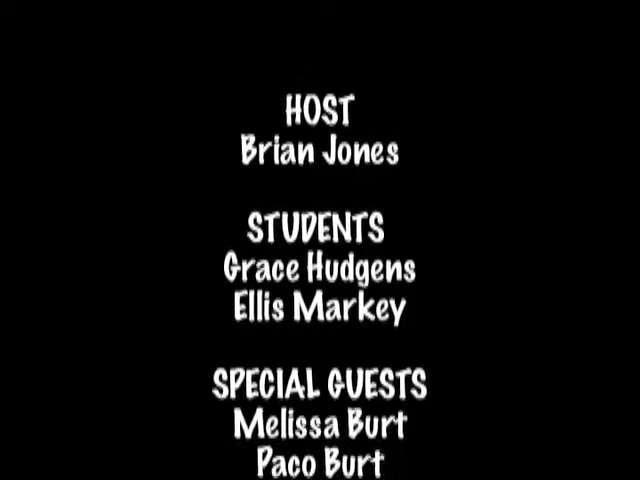 HOST
Brian Jones
STUDENTS
Grace Hudgens
Ellis Markey
SPECIAL GUESTS
Melissa Burt
Paco Burt